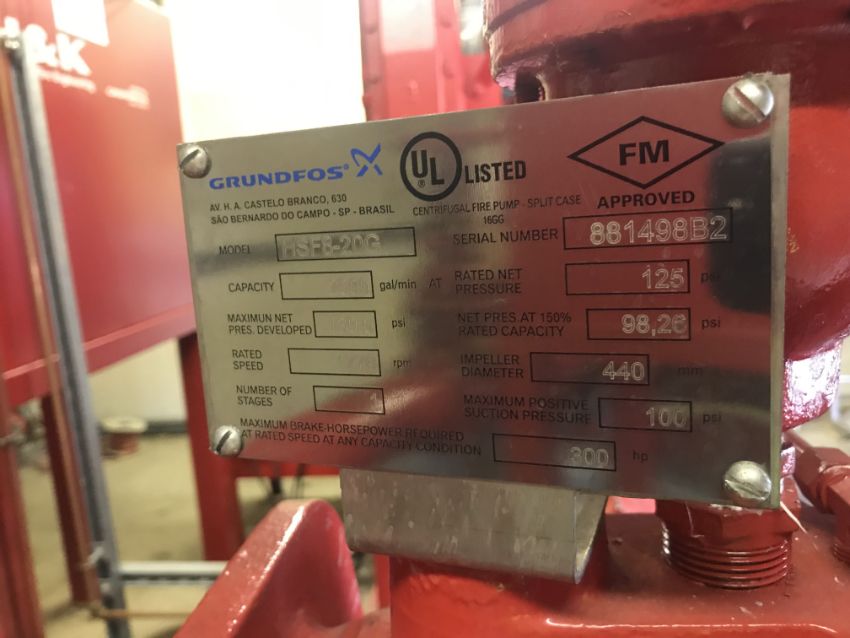 &K
GRUNDFOS
UL
®
LISTED
FM
APPROVED
AV. H. A. CASTELO BRANCO, 630
SÃO BERNARDO DO CAMPO - SP - BRASIL
CENTRIFUGAL FIRE PUMP - SPLIT CASE
16GG
MODEL HSF8-20G SERIAL NUMBER 881498B2
CAPACITY gal/min AT RATED NET PRESSURE 125 psi
MAXIMUN NET
PRES. DEVELOPED psi
NET PRES. AT 150%
RATED CAPACITY 98,26 psi
RATED
SPEED rpm
IMPELLER
DIAMETER 440 mm
NUMBER OF
STAGES 1
MAXIMUM POSITIVE
SUCTION PRESSURE 100 psi
MAXIMUM BRAKE-HORSEPOWER REQUIRED
AT RATED SPEED AT ANY CAPACITY CONDITION 300 hp